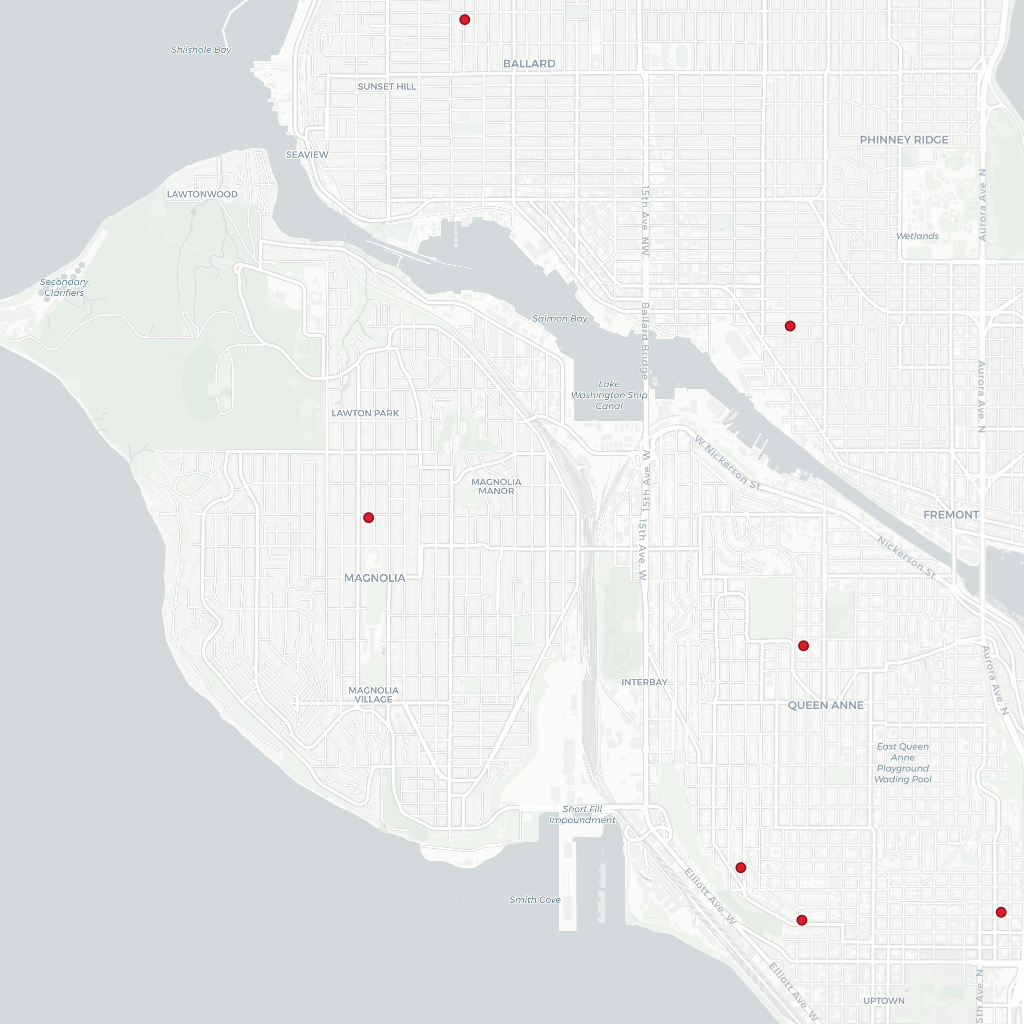 Shilshole Bay
BALLARD
SUNSET HILL
PHINNEY RIDGE
SEAVIEW
LAWTONWOOD
15th Ave. NW
Aurora Ave. N
Wetlands
Secondary
Clarifiers
Salmon Bay
Ballard Bridge
Lake
Washington Ship
Canal
Aurora Ave. N
LAWTON PARK
W Nickerson St.
MAGNOLIA
MANOR
15th Ave. W
FREMONT
Nickerson St.
MAGNOLIA
INTERBAY
Aurora Ave. N
MAGNOLIA
VILLAGE
QUEEN ANNE
East Queen
Anne
Playground
Wading Pool
Short Fill
Impoundment
Elliott Ave. W
Smith Cove
Elliott Ave. W
UPTOWN
5th Ave. N